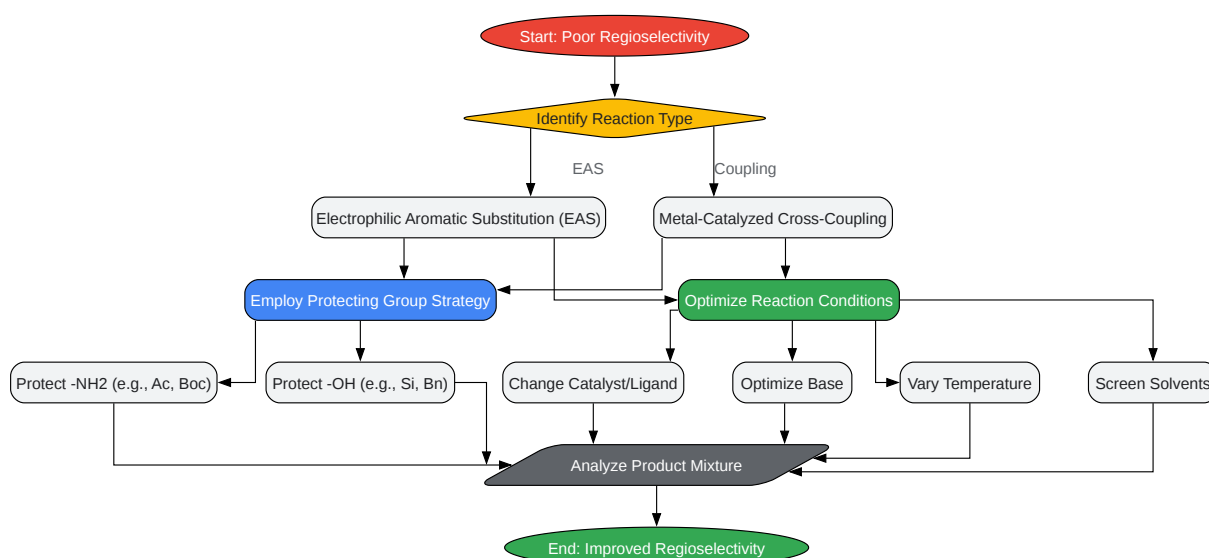 Start: Poor Regioselectivity
Identify Reaction Type
EAS
Coupling
Electrophilic Aromatic Substitution (EAS)
Metal-Catalyzed Cross-Coupling
Employ Protecting Group Strategy
Optimize Reaction Conditions
Protect -NH2 (e.g., Ac, Boc)
Protect -OH (e.g., Si, Bn)
Change Catalyst/Ligand
Optimize Base
Vary Temperature
Screen Solvents
Analyze Product Mixture
End: Improved Regioselectivity